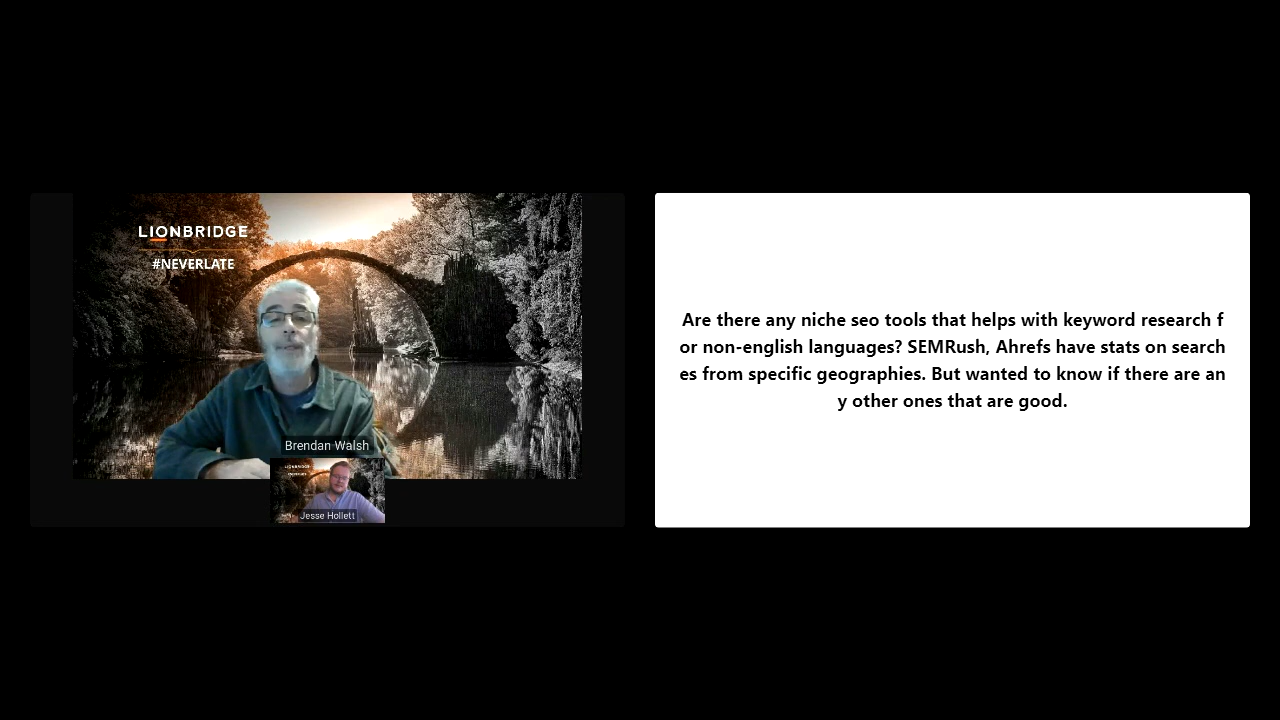 LIONBRIDGE
#NEVERLATE
Brendan Walsh
LIONBRIDGE
Jesse Hollett
Are there any niche seo tools that helps with keyword research f
or non-english languages? SEMRush, Ahrefs have stats on search
es from specific geographies. But wanted to know if there are an
y other ones that are good.